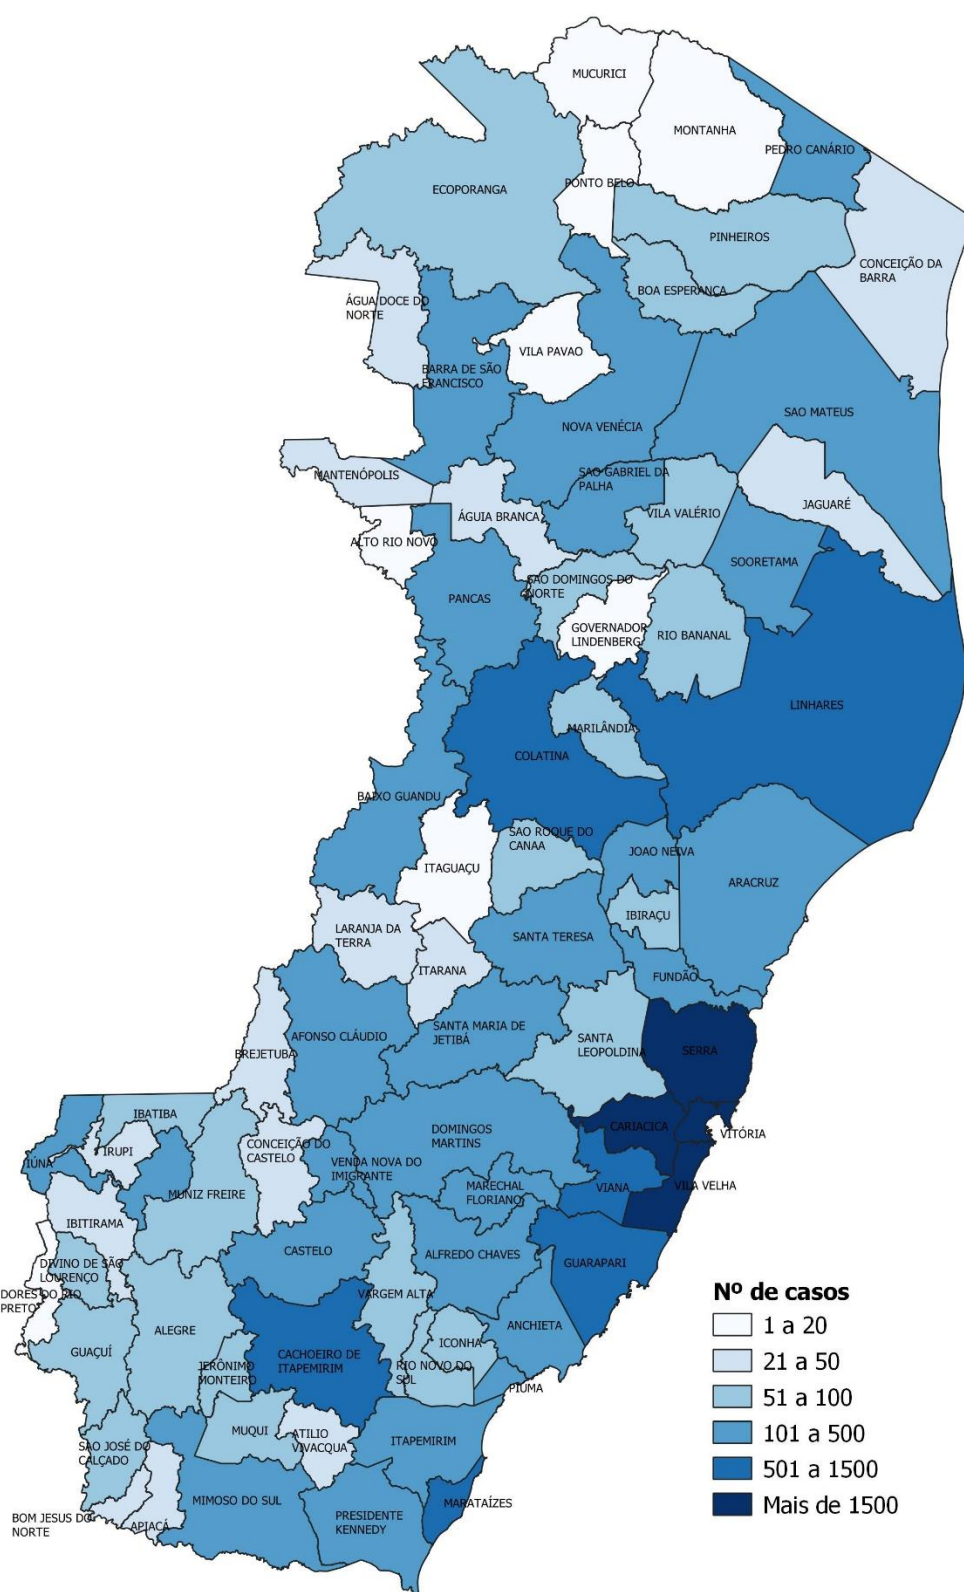 MUCURICI
MONTANHA
PEDRO CANÁRIO
ECOPORANGA
PONTO BELO
PINHEIROS
CONCEIÇÃO DA
BARRA
BOA ESPERANÇA
ÁGUA DOCE DO
NORTE
VILA PAVAO
BARRA DE SÃO
FRANCISCO
NOVA VENÉCIA
SAO MATEUS
MANTENÓPOLIS
SAO GABRIEL DA
PALHA
JAGUARÉ
ÁGUIA BRANCA
VILA VALÉRIO
ALTO RIO NOVO
SOORETAMA
SAO DOMINGOS DO
NORTE
PANCAS
GOVERNADOR
LINDENBERG
RIO BANANAL
LINHARES
MARILÂNDIA
COLATINA
BAIXO GUANDU
SAO ROQUE DO
CANAA
JOAO NEIVA
ITAGUAÇU
ARACRUZ
IBIRAÇU
LARANJA DA
TERRA
SANTA TERESA
ITARANA
FUNDÃO
SANTA MARIA DE
JETIBÁ
AFONSO CLÁUDIO
SANTA
LEOPOLDINA
SERRA
BREJETUBA
IBATIBA
CARIACICA
VITÓRIA
DOMINGOS
MARTINS
CONCEIÇÃO DO
CASTELO
IRUPI
IÚNA
VENDA NOVA DO
IMIGRANTE
MARECHAL
FLORIANO
VIANA
VILA VELHA
MUNIZ FREIRE
IBITIRAMA
CASTELO
ALFREDO CHAVES
GUARAPARI
DIVINO DE SÃO
LOURENÇO
DORES DO RIO
PRETO
VARGEM ALTA
ANCHIETA
ALEGRE
ICONHA
GUAÇUÍ
CACHOEIRO DE
ITAPEMIRIM
JERÔNIMO
MONTEIRO
RIO NOVO DO
SUL
PIÚMA
MUQUI
ATILIO
VIVACQUA
ITAPEMIRIM
SAO JOSÉ DO
CALÇADO
MIMOSO DO SUL
MARATAÍZES
PRESIDENTE
KENNEDY
BOM JESUS DO
NORTE
APIACÁ
Nº de casos
1 a 20
21 a 50
51 a 100
101 a 500
501 a 1500
Mais de 1500